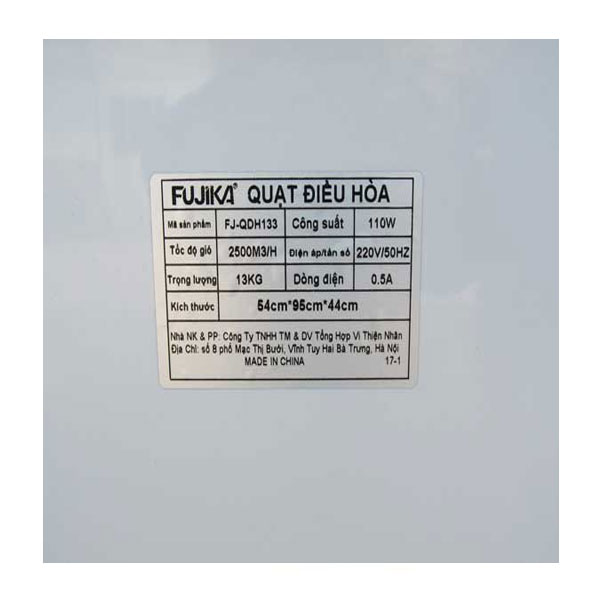 FUJIKA® QUẠT ĐIỀU HÒA
Mã sản phẩm FJ-QDH133 Công suất 110W
Tốc độ gió 2500M3/H Điện áp/tần số 220V/50HZ
Trọng lượng 13KG Dòng điện 0.5A
Kích thước 54cm*95cm*44cm
Nhà NK & PP: Công Ty TNHH TM & DV Tổng Hợp Vi Thiện Nhân
Địa Chỉ: số 8 phố Mạc Thị Bưởi, Vĩnh Tuy Hai Bà Trưng, Hà Nội
MADE IN CHINA 17-1